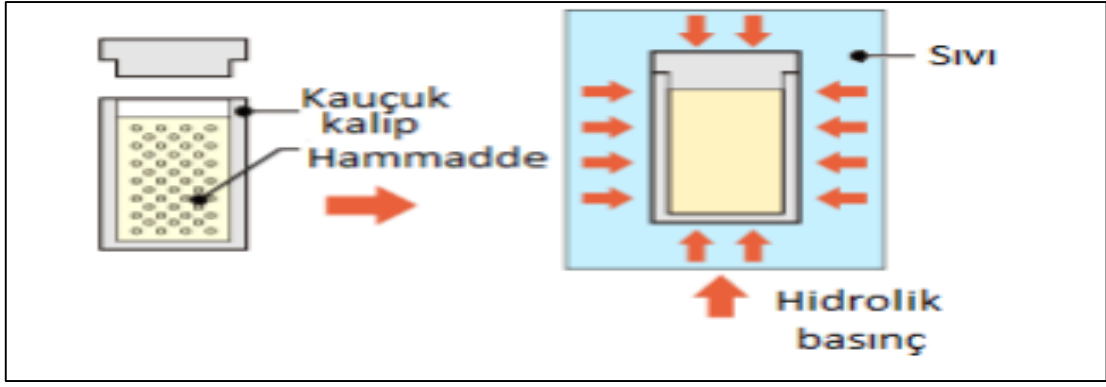 Kauçuk
kalıp
Hammadde
Sıvı
Hidrolik
basınç